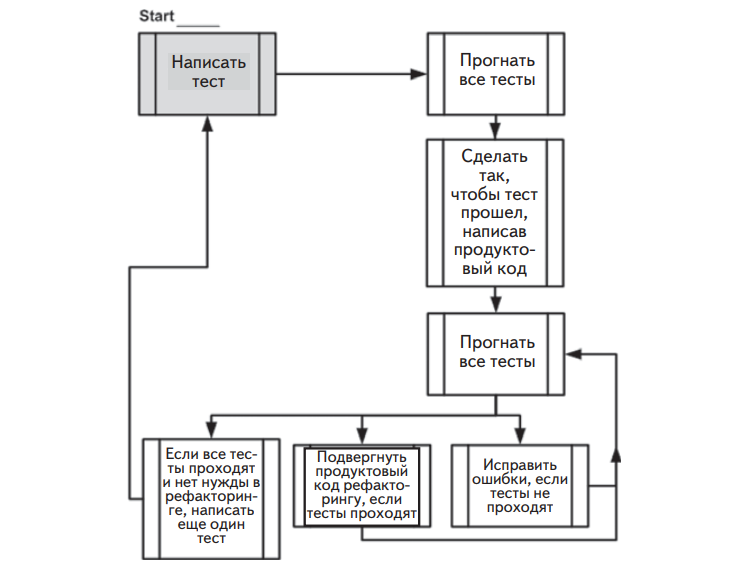 Start
Написать
тест
Прогнать
все тесты
Сделать
так,
чтобы тест
прошел,
написав
продукто-
вый код
Прогнать
все тесты
Если все тес-
ты проходят
и нет нужды в
рефакторин-
ге, написать
еще один
тест
Подвергнуть
продуктовый
код рефакто-
рингу, если
тесты проходят
Исправить
ошибки, если
тесты не
проходят